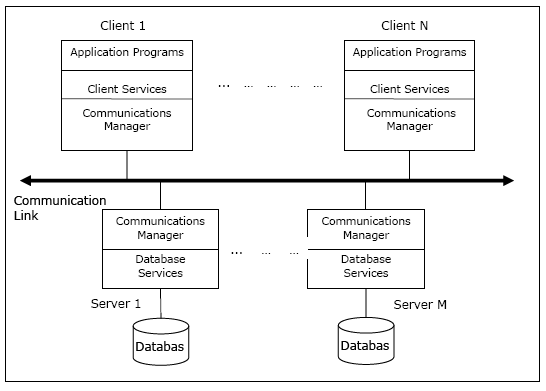 Client 1
Client N
Application Programs
Client Services
Communications
Manager
... ... ... ... ...
Application Programs
Client Services
Communications
Manager
Communication
Link
Communications
Manager
Database
Services
... ... ...
Communications
Manager
Database
Services
Server 1
Server M
Databas
Databas